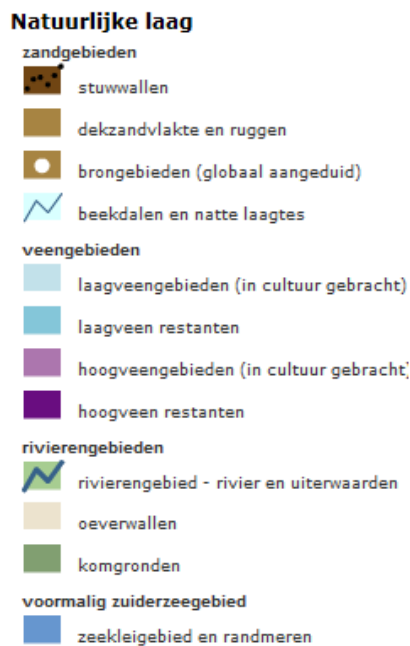 Natuurlijke laag
zandgebieden
stuwwallen
dekzandvlakte en ruggen
brongebieden (globaal aangeduid)
beekdalen en natte laagtes
veengebieden
laagveengebieden (in cultuur gebracht)
laagveen restanten
hoogveengebieden (in cultuur gebracht)
hoogveen restanten
rivierengebieden
rivierengebied - rivier en uiterwaarden
oeverwallen
komgronden
voormalig zuiderzeegebied
zeekleigebied en randmeren